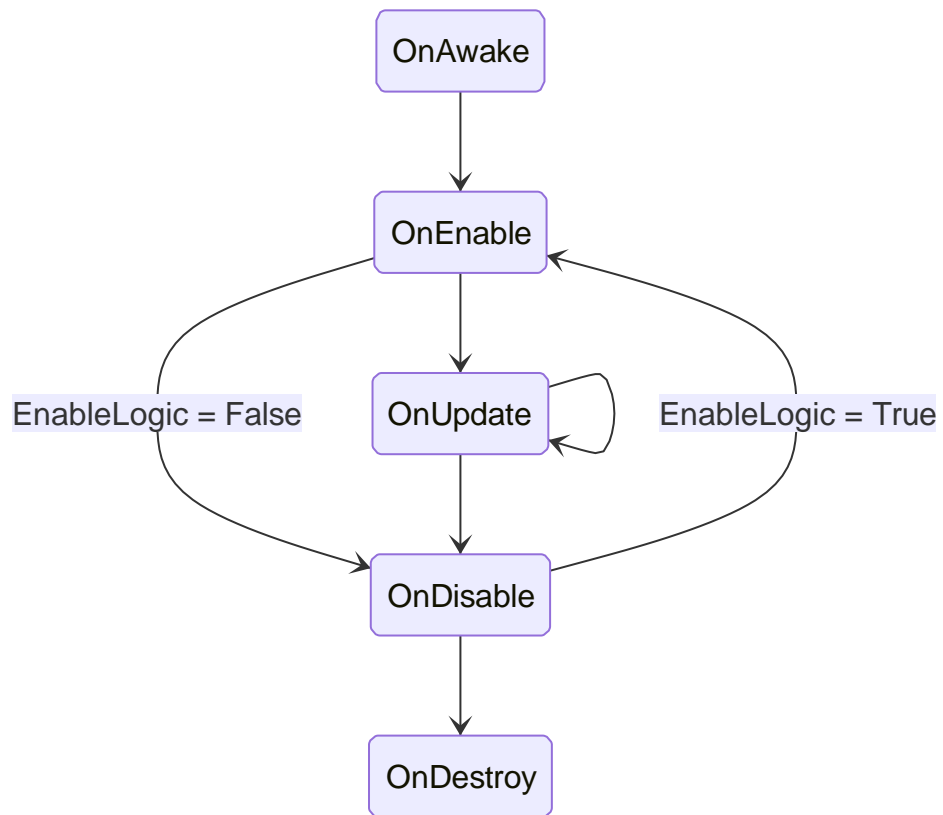 OnAwake
OnEnable
EnableLogic = False
OnUpdate
EnableLogic = True
OnDisable
OnDestroy